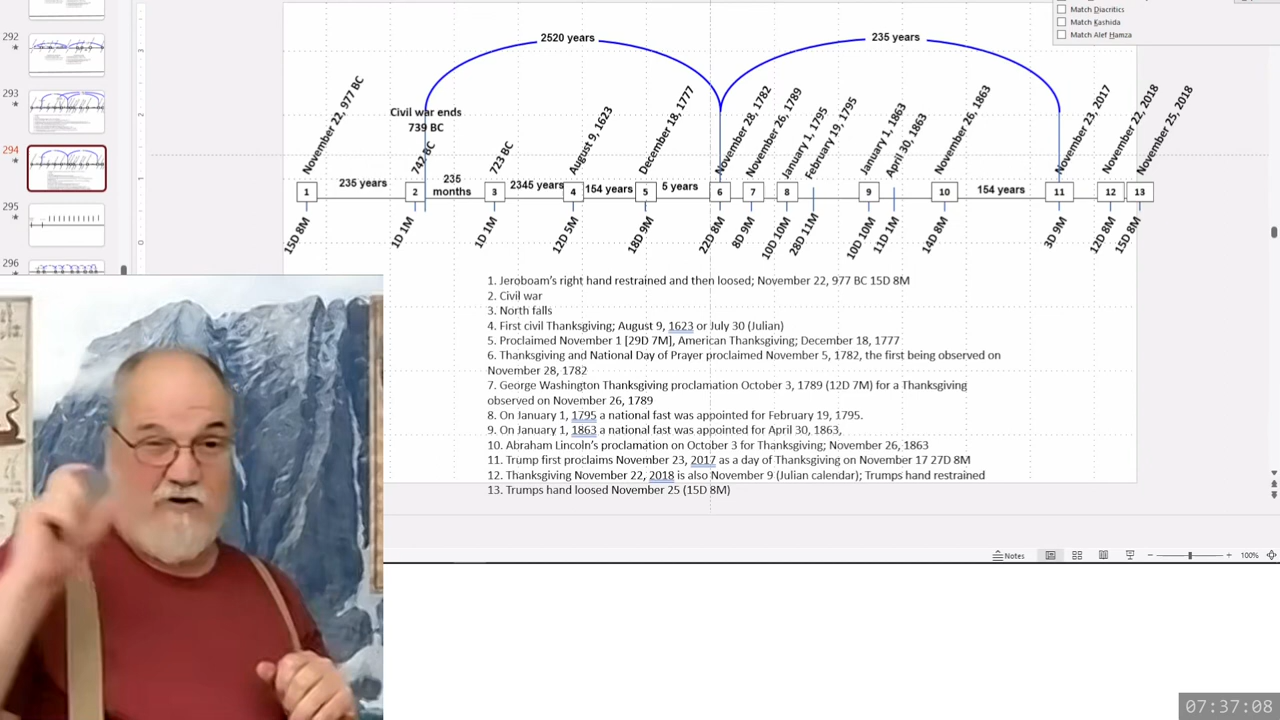 Match Diacritics
Match Kashida
Match Alef Hamza
292
293
294
295
296
3
2
1
0
2520 years
235 years
Civil war ends
739 BC
November 22, 977 BC
742 BC
723 BC
August 9, 1623
December 18, 1777
November 28, 1782
November 26, 1789
January 1, 1795
February 19, 1795
January 1, 1863
April 30, 1863
November 26, 1863
November 23, 2017
November 22, 2018
November 25, 2018
235 years
235
months
2345 years
154 years
5 years
154 years
1
2
3
4
5
6
7
8
9
10
11
12
13
15D 8M
1D 1M
1D 1M
12D 5M
18D 9M
22D 8M
8D 9M
10D 10M
28D 11M
10D 10M
11D 1M
14D 8M
3D 9M
12D 8M
15D 8M
1. Jeroboam's right hand restrained and then loosed; November 22, 977 BC 15D 8M
2. Civil war
3. North falls
4. First civil Thanksgiving; August 9, 1623 or July 30 (Julian)
5. Proclaimed November 1 [29D 7M], American Thanksgiving; December 18, 1777
6. Thanksgiving and National Day of Prayer proclaimed November 5, 1782, the first being observed on
November 28, 1782
7. George Washington Thanksgiving proclamation October 3, 1789 (12D 7M) for a Thanksgiving
observed on November 26, 1789
8. On January 1, 1795 a national fast was appointed for February 19, 1795.
9. On January 1, 1863 a national fast was appointed for April 30, 1863,
10. Abraham Lincoln's proclamation on October 3 for Thanksgiving; November 26, 1863
11. Trump first proclaims November 23, 2017 as a day of Thanksgiving on November 17 27D 8M
12. Thanksgiving November 22, 2018 is also November 9 (Julian calendar); Trumps hand restrained
13. Trumps hand loosed November 25 (15D 8M)
Notes
100%
07:37:08